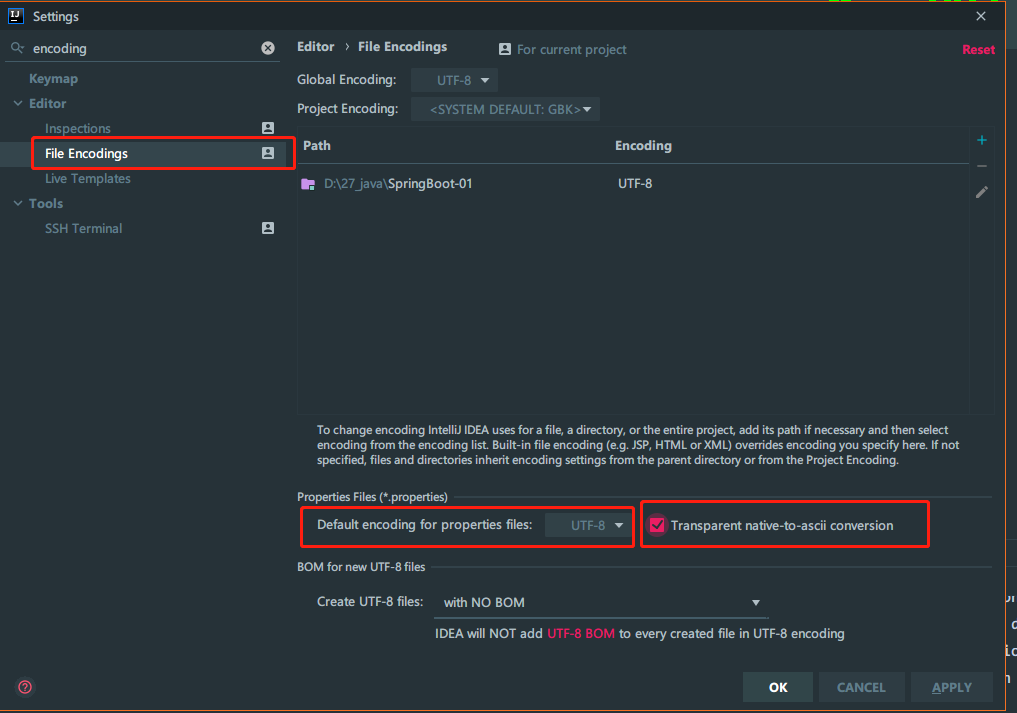 Settings
encoding
Keymap
Editor
Inspections
File Encodings
Live Templates
Tools
SSH Terminal
Editor › File Encodings
For current project
Reset
Global Encoding: UTF-8
Project Encoding: <SYSTEM DEFAULT: GBK>
Path Encoding
D:\27_java\SpringBoot-01 UTF-8
To change encoding IntelliJ IDEA uses for a file, a directory, or the entire project, add its path if necessary and then select
encoding from the encoding list. Built-in file encoding (e.g. JSP, HTML or XML) overrides encoding you specify here. If not
specified, files and directories inherit encoding settings from the parent directory or from the Project Encoding.
Properties Files (*.properties)
Default encoding for properties files: UTF-8
Transparent native-to-ascii conversion
BOM for new UTF-8 files
Create UTF-8 files: with NO BOM
IDEA will NOT add UTF-8 BOM to every created file in UTF-8 encoding
OK CANCEL APPLY